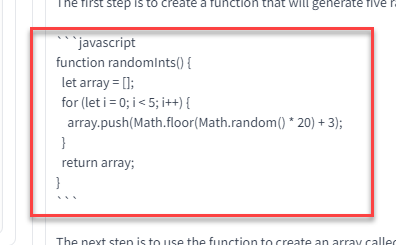 The first step is to create a function that will generate five ra
```javascript
function randomInts() {
let array = [];
for (let i = 0; i < 5; i++) {
array.push(Math.floor(Math.random() * 20) + 3);
}
return array;
}
```
The next step is to use the function to create an array called